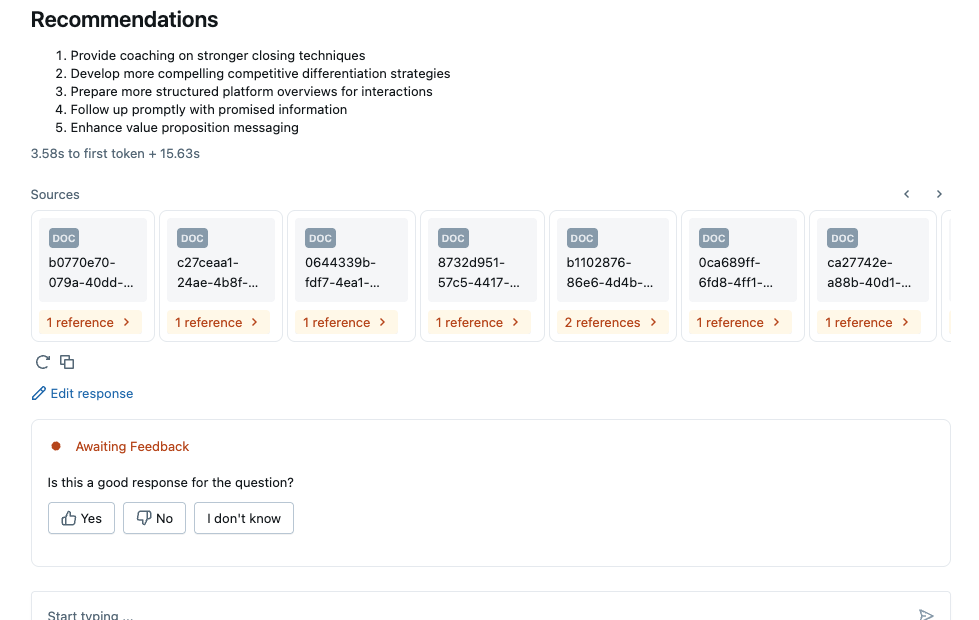 Recommendations
1. Provide coaching on stronger closing techniques
2. Develop more compelling competitive differentiation strategies
3. Prepare more structured platform overviews for interactions
4. Follow up promptly with promised information
5. Enhance value proposition messaging
3.58s to first token + 15.63s
Sources
DOC DOC DOC DOC DOC DOC DOC
b0770e70- c27ceaa1- 0644339b- 8732d951- b1102876- 0ca689ff- ca27742e-
079a-40dd-... 24ae-4b8f-... fdf7-4ea1-... 57c5-4417-... 86e6-4d4b-... 6fd8-4ff1-... a88b-40d1-...
1 reference 1 reference 1 reference 1 reference 2 references 1 reference 1 reference
Edit response
Awaiting Feedback
Is this a good response for the question?
Yes No I don't know
Start typing ...